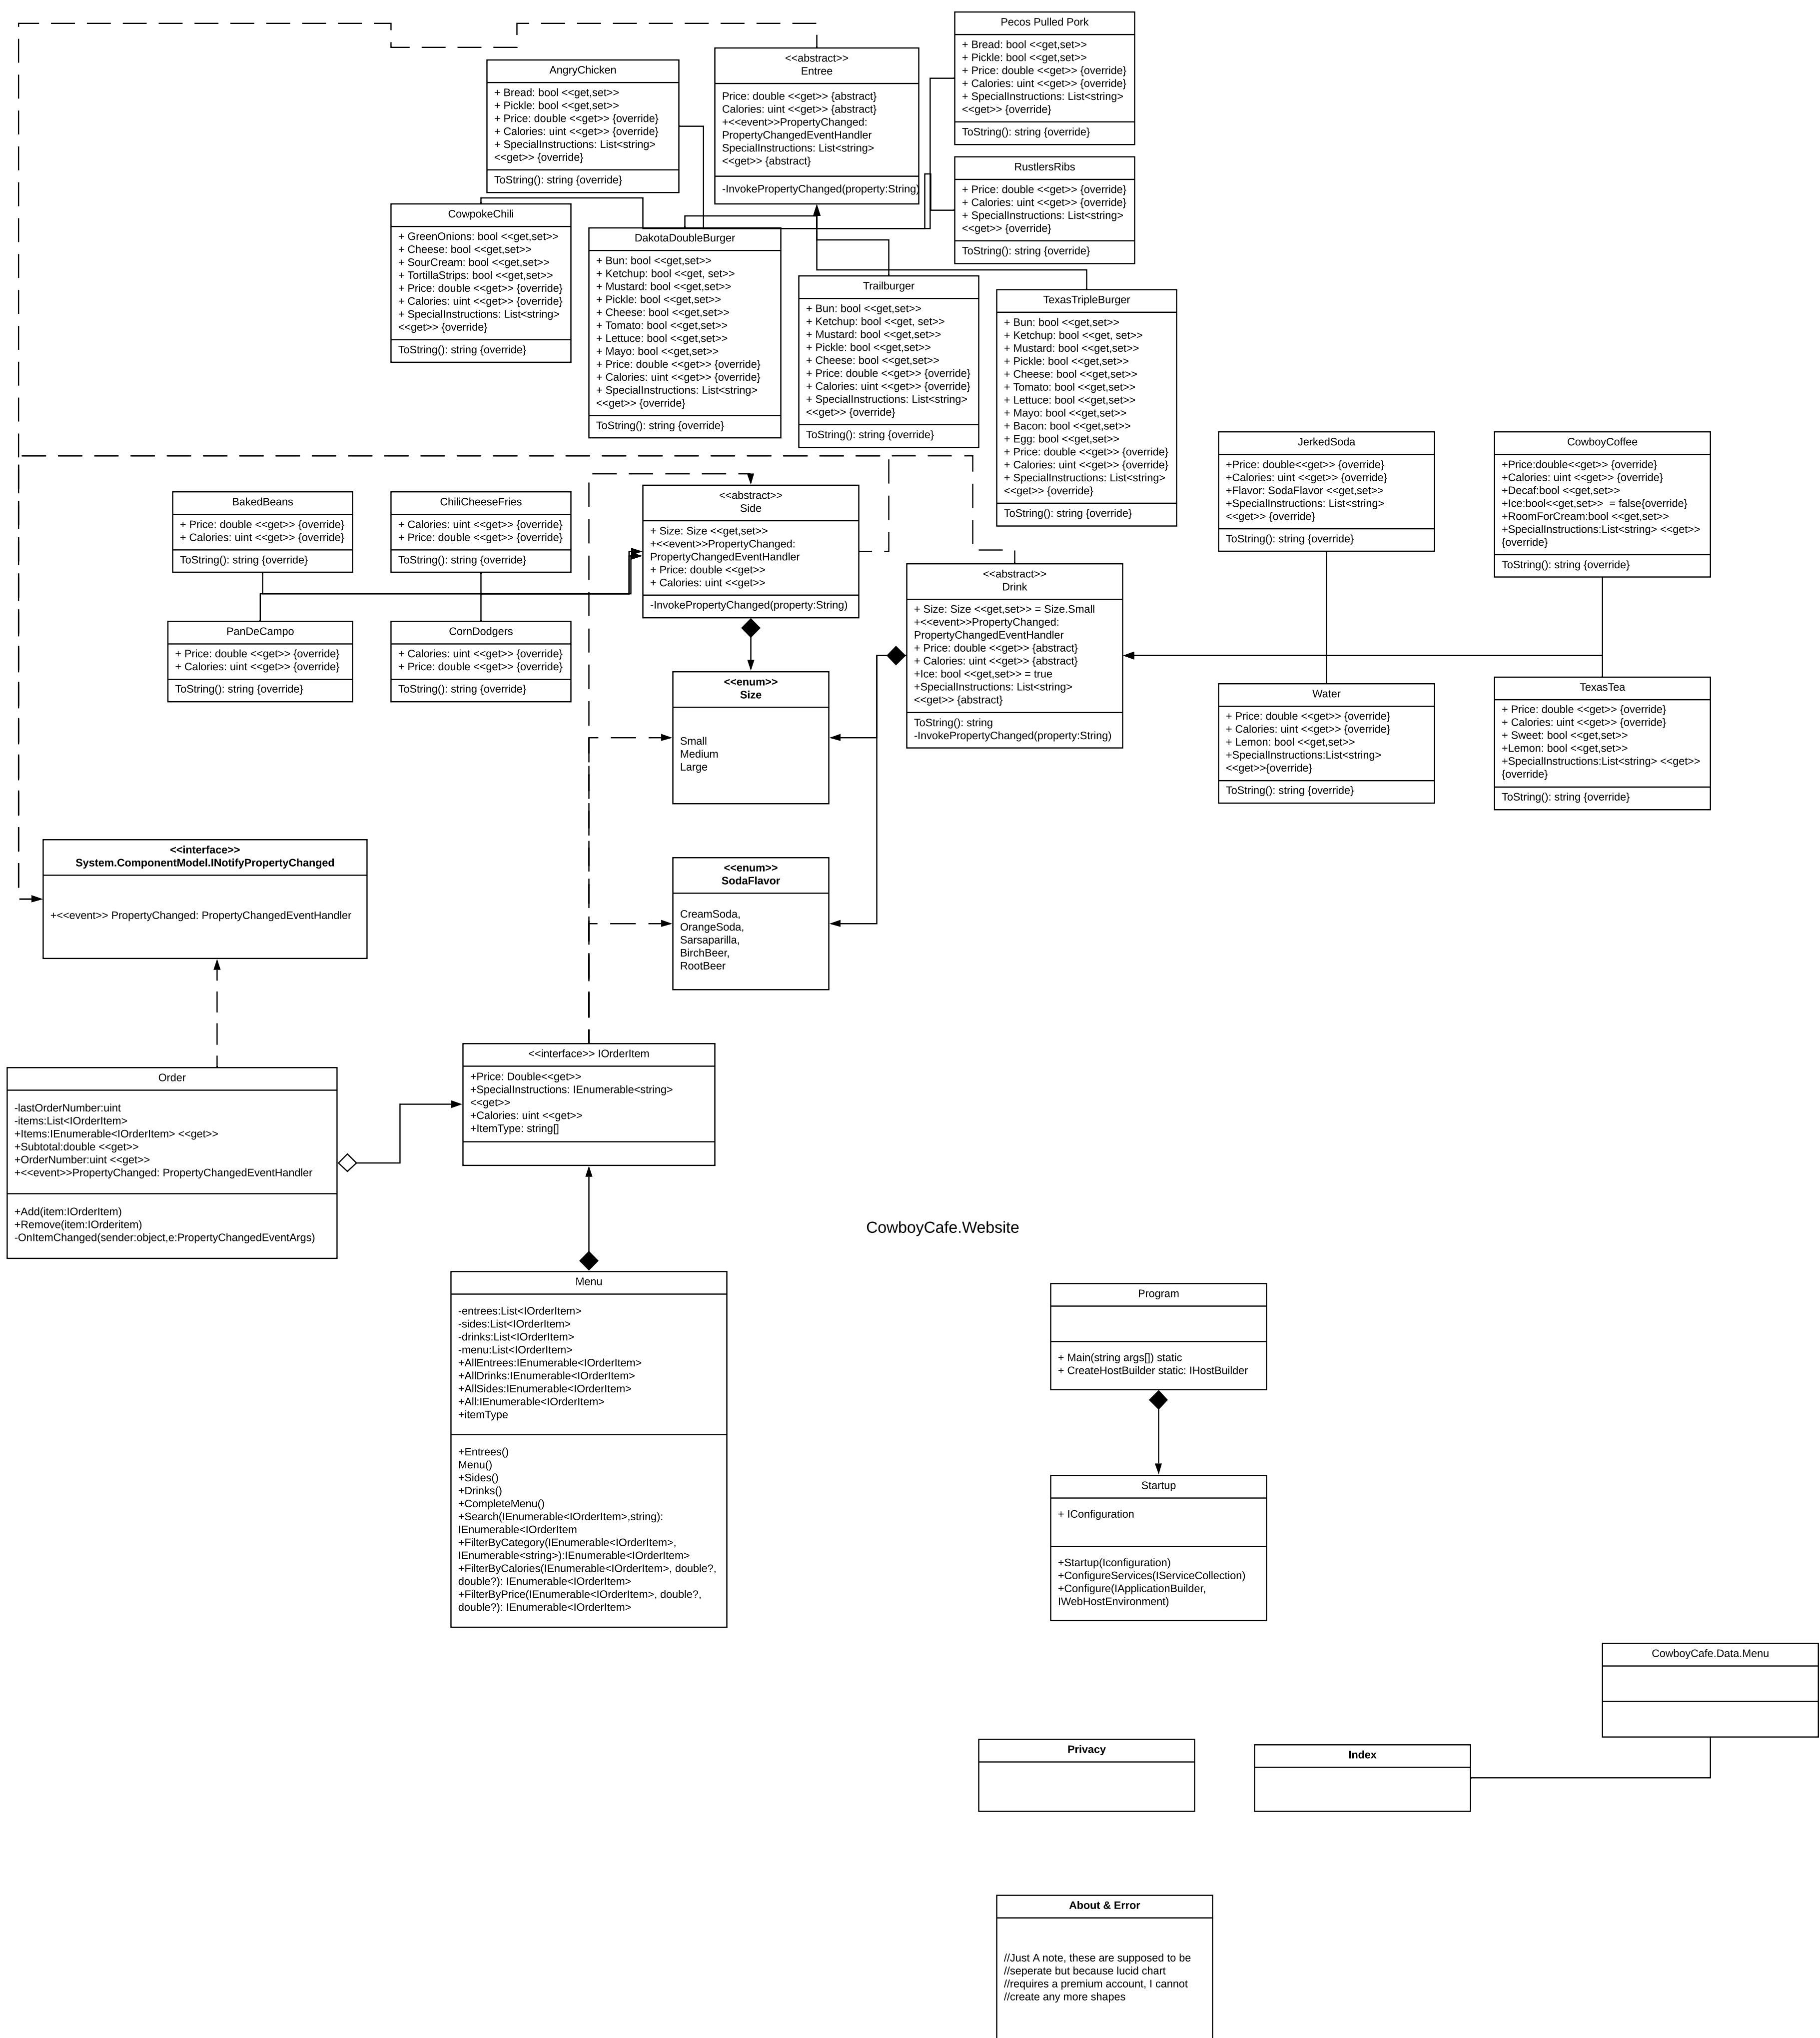 Pecos Pulled Pork
+ Bread: bool <<get,set>>
+ Pickle: bool <<get,set>>
+ Price: double <<get>> {override}
+ Calories: uint <<get>> {override}
+ SpecialInstructions: List<string>
<<get>> {override}
ToString(): string {override}
<<abstract>>
Entree
Price: double <<get>> {abstract}
Calories: uint <<get>> {abstract}
+<<event>>PropertyChanged:
PropertyChangedEventHandler
SpecialInstructions: List<string>
<<get>> {abstract}
-InvokePropertyChanged(property:String)
AngryChicken
+ Bread: bool <<get,set>>
+ Pickle: bool <<get,set>>
+ Price: double <<get>> {override}
+ Calories: uint <<get>> {override}
+ SpecialInstructions: List<string>
<<get>> {override}
ToString(): string {override}
RustlersRibs
+ Price: double <<get>> {override}
+ Calories: uint <<get>> {override}
+ SpecialInstructions: List<string>
<<get>> {override}
ToString(): string {override}
CowpokeChili
+ GreenOnions: bool <<get,set>>
+ Cheese: bool <<get,set>>
+ SourCream: bool <<get,set>>
+ TortillaStrips: bool <<get,set>>
+ Price: double <<get>> {override}
+ Calories: uint <<get>> {override}
+ SpecialInstructions: List<string>
<<get>> {override}
ToString(): string {override}
DakotaDoubleBurger
+ Bun: bool <<get,set>>
+ Ketchup: bool <<get, set>>
+ Mustard: bool <<get,set>>
+ Pickle: bool <<get,set>>
+ Cheese: bool <<get,set>>
+ Tomato: bool <<get,set>>
+ Lettuce: bool <<get,set>>
+ Mayo: bool <<get,set>>
+ Price: double <<get>> {override}
+ Calories: uint <<get>> {override}
+ SpecialInstructions: List<string>
<<get>> {override}
ToString(): string {override}
Trailburger
+ Bun: bool <<get,set>>
+ Ketchup: bool <<get, set>>
+ Mustard: bool <<get,set>>
+ Pickle: bool <<get,set>>
+ Cheese: bool <<get,set>>
+ Price: double <<get>> {override}
+ Calories: uint <<get>> {override}
+ SpecialInstructions: List<string>
<<get>> {override}
ToString(): string {override}
TexasTripleBurger
+ Bun: bool <<get,set>>
+ Ketchup: bool <<get, set>>
+ Mustard: bool <<get,set>>
+ Pickle: bool <<get,set>>
+ Cheese: bool <<get,set>>
+ Tomato: bool <<get,set>>
+ Lettuce: bool <<get,set>>
+ Mayo: bool <<get,set>>
+ Bacon: bool <<get,set>>
+ Egg: bool <<get,set>>
+ Price: double <<get>> {override}
+ Calories: uint <<get>> {override}
+ SpecialInstructions: List<string>
<<get>> {override}
ToString(): string {override}
JerkedSoda
+Price: double<<get>> {override}
+Calories: uint <<get>> {override}
+Flavor: SodaFlavor <<get,set>>
+SpecialInstructions: List<string>
<<get>> {override}
ToString(): string {override}
CowboyCoffee
+Price:double<<get>> {override}
+Calories: uint <<get>> {override}
+Decaf:bool <<get,set>>
+Ice:bool<<get,set>> = false{override}
+RoomForCream:bool <<get,set>>
+SpecialInstructions:List<string> <<get>>
{override}
ToString(): string {override}
BakedBeans
+ Price: double <<get>> {override}
+ Calories: uint <<get>> {override}
ToString(): string {override}
ChiliCheeseFries
+ Calories: uint <<get>> {override}
+ Price: double <<get>> {override}
ToString(): string {override}
<<abstract>>
Side
+ Size: Size <<get,set>>
+<<event>>PropertyChanged:
PropertyChangedEventHandler
+ Price: double <<get>>
+ Calories: uint <<get>>
-InvokePropertyChanged(property:String)
<<abstract>>
Drink
+ Size: Size <<get,set>> = Size.Small
+<<event>>PropertyChanged:
PropertyChangedEventHandler
+ Price: double <<get>> {abstract}
+ Calories: uint <<get>> {abstract}
+Ice: bool <<get,set>> = true
+SpecialInstructions: List<string>
<<get>> {abstract}
ToString(): string
-InvokePropertyChanged(property:String)
PanDeCampo
+ Price: double <<get>> {override}
+ Calories: uint <<get>> {override}
ToString(): string {override}
CornDodgers
+ Calories: uint <<get>> {override}
+ Price: double <<get>> {override}
ToString(): string {override}
<<enum>>
Size
Small
Medium
Large
Water
+ Price: double <<get>> {override}
+ Calories: uint <<get>> {override}
+ Lemon: bool <<get,set>>
+SpecialInstructions:List<string>
<<get>>{override}
ToString(): string {override}
TexasTea
+ Price: double <<get>> {override}
+ Calories: uint <<get>> {override}
+ Sweet: bool <<get,set>>
+Lemon: bool <<get,set>>
+SpecialInstructions:List<string> <<get>>
{override}
ToString(): string {override}
<<interface>>
System.ComponentModel.INotifyPropertyChanged
+<<event>> PropertyChanged: PropertyChangedEventHandler
<<enum>>
SodaFlavor
CreamSoda,
OrangeSoda,
Sarsaparilla,
BirchBeer,
RootBeer
Order
-lastOrderNumber:uint
-items:List<IOrderItem>
+Items:IEnumerable<IOrderItem> <<get>>
+Subtotal:double <<get>>
+OrderNumber:uint <<get>>
+<<event>>PropertyChanged: PropertyChangedEventHandler
+Add(item:IOrderItem)
+Remove(item:IOrderitem)
-OnItemChanged(sender:object,e:PropertyChangedEventArgs)
<<interface>> IOrderItem
+Price: Double<<get>>
+SpecialInstructions: IEnumerable<string>
<<get>>
+Calories: uint <<get>>
+ItemType: string[]
CowboyCafe.Website
Menu
-entrees:List<IOrderItem>
-sides:List<IOrderItem>
-drinks:List<IOrderItem>
-menu:List<IOrderItem>
+AllEntrees:IEnumerable<IOrderItem>
+AllDrinks:IEnumerable<IOrderItem>
+AllSides:IEnumerable<IOrderItem>
+All:IEnumerable<IOrderItem>
+itemType
+Entrees()
Menu()
+Sides()
+Drinks()
+CompleteMenu()
+Search(IEnumerable<IOrderItem>,string):
IEnumerable<IOrderItem
+FilterByCategory(IEnumerable<IOrderItem>,
IEnumerable<string>):IEnumerable<IOrderItem>
+FilterByCalories(IEnumerable<IOrderItem>, double?,
double?): IEnumerable<IOrderItem>
+FilterByPrice(IEnumerable<IOrderItem>, double?,
double?): IEnumerable<IOrderItem>
Program
+ Main(string args[]) static
+ CreateHostBuilder static: IHostBuilder
Startup
+ IConfiguration
+Startup(Iconfiguration)
+ConfigureServices(IServiceCollection)
+Configure(IApplicationBuilder,
IWebHostEnvironment)
CowboyCafe.Data.Menu
Privacy
Index
About & Error
//Just A note, these are supposed to be
//seperate but because lucid chart
//requires a premium account, I cannot
//create any more shapes